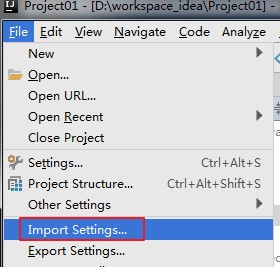 Project01 - [D:\workspace_idea\Project01] - [
File Edit View Navigate Code Analyze
New
Open...
Open URL...
Open Recent
Close Project
Settings... Ctrl+Alt+S
Project Structure... Ctrl+Alt+Shift+S
Other Settings
Import Settings...
Export Settings...